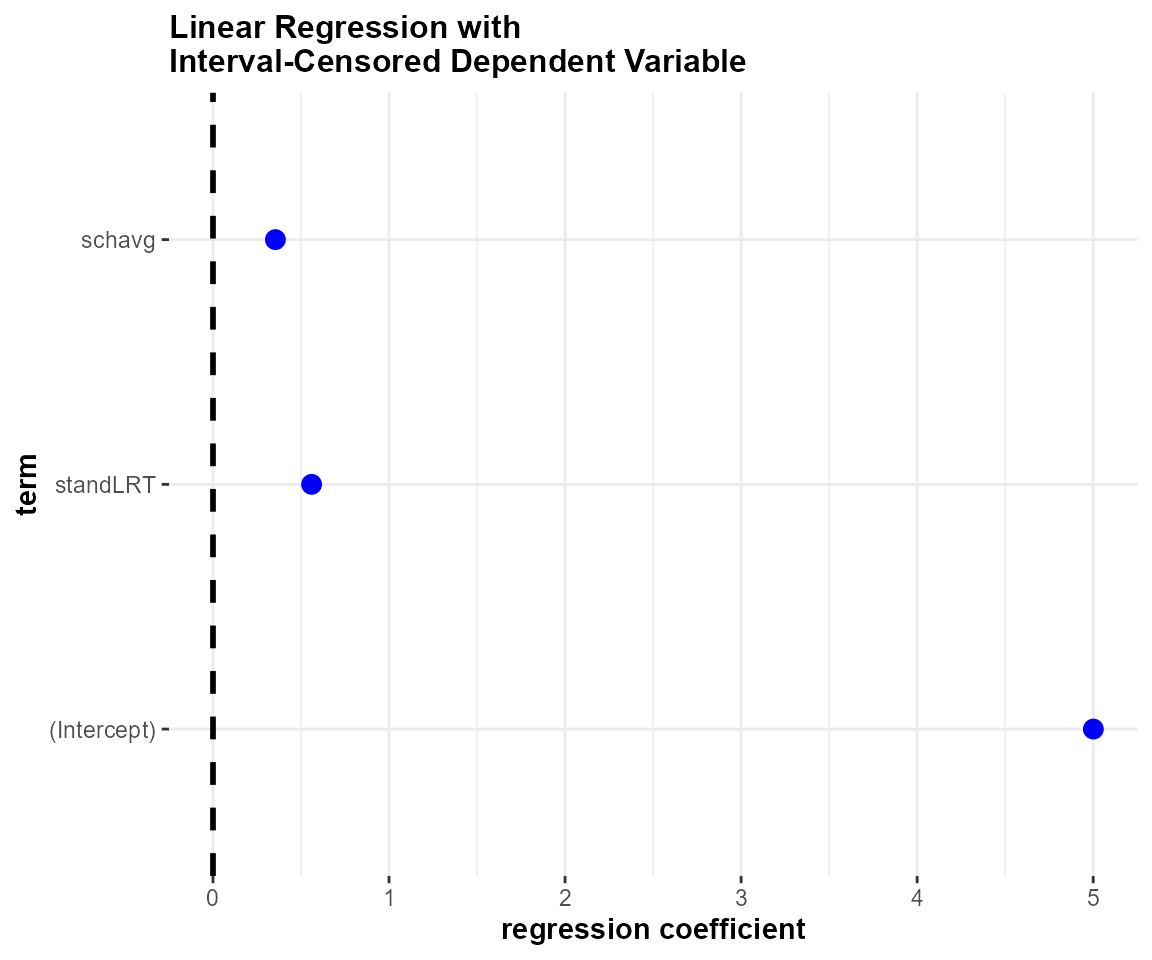 Linear Regression with
Interval-Censored Dependent Variable
term
schavg
standLRT
(Intercept)
0 1 2 3 4 5
regression coefficient